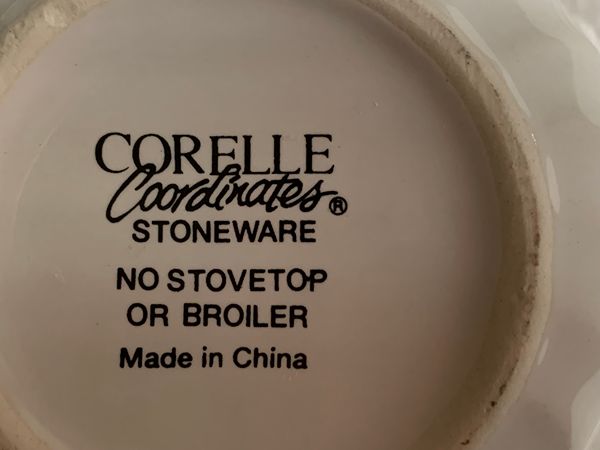 CORELLE
Coordinates®
STONEWARE
NO STOVETOP
OR BROILER
Made in China